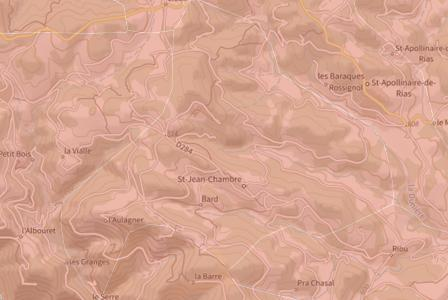 St-Apollinaire-de-
Rias
les Baraques
Rossignol
St-Apollinaire-de-
Rias
Petit Bois
la Vialle
D284
St-Jean-Chambre
Bard
l'Aulagner
l'Albouret
Riou
les Granges
la Barre
Pra Chasal
le Serre